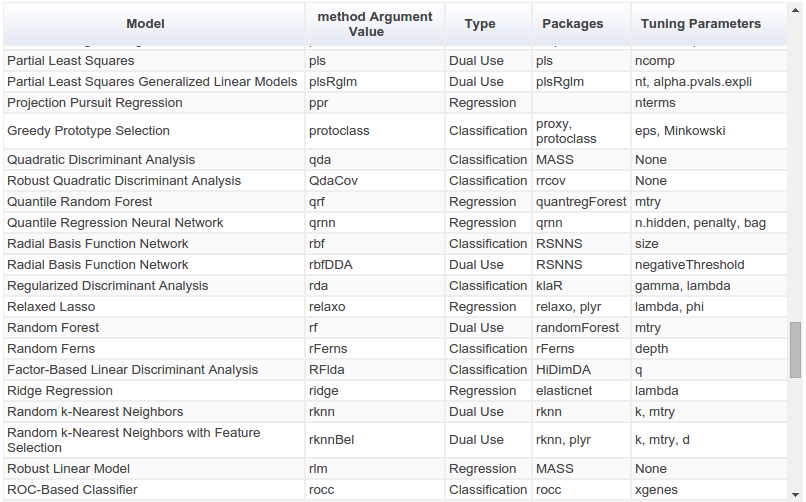 Model method Argument Value Type Packages Tuning Parameters
Partial Least Squares pls Dual Use pls ncomp
Partial Least Squares Generalized Linear Models plsRglm Dual Use plsRglm nt, alpha.pvals.expli
Projection Pursuit Regression ppr Regression nterms
Greedy Prototype Selection protoclass Classification proxy, protoclass eps, Minkowski
Quadratic Discriminant Analysis qda Classification MASS None
Robust Quadratic Discriminant Analysis QdaCov Classification rrcov None
Quantile Random Forest qrf Regression quantregForest mtry
Quantile Regression Neural Network qrnn Regression qrnn n.hidden, penalty, bag
Radial Basis Function Network rbf Classification RSNNS size
Radial Basis Function Network rbfDDA Dual Use RSNNS negativeThreshold
Regularized Discriminant Analysis rda Classification klaR gamma, lambda
Relaxed Lasso relaxo Regression relaxo, plyr lambda, phi
Random Forest rf Dual Use randomForest mtry
Random Ferns rFerns Classification rFerns depth
Factor-Based Linear Discriminant Analysis RFlda Classification HiDimDA q
Ridge Regression ridge Regression elasticnet lambda
Random k-Nearest Neighbors rknn Dual Use rknn k, mtry
Random k-Nearest Neighbors with Feature Selection rknnBel Dual Use rknn, plyr k, mtry, d
Robust Linear Model rlm Regression MASS None
ROC-Based Classifier rocc Classification rocc xgenes